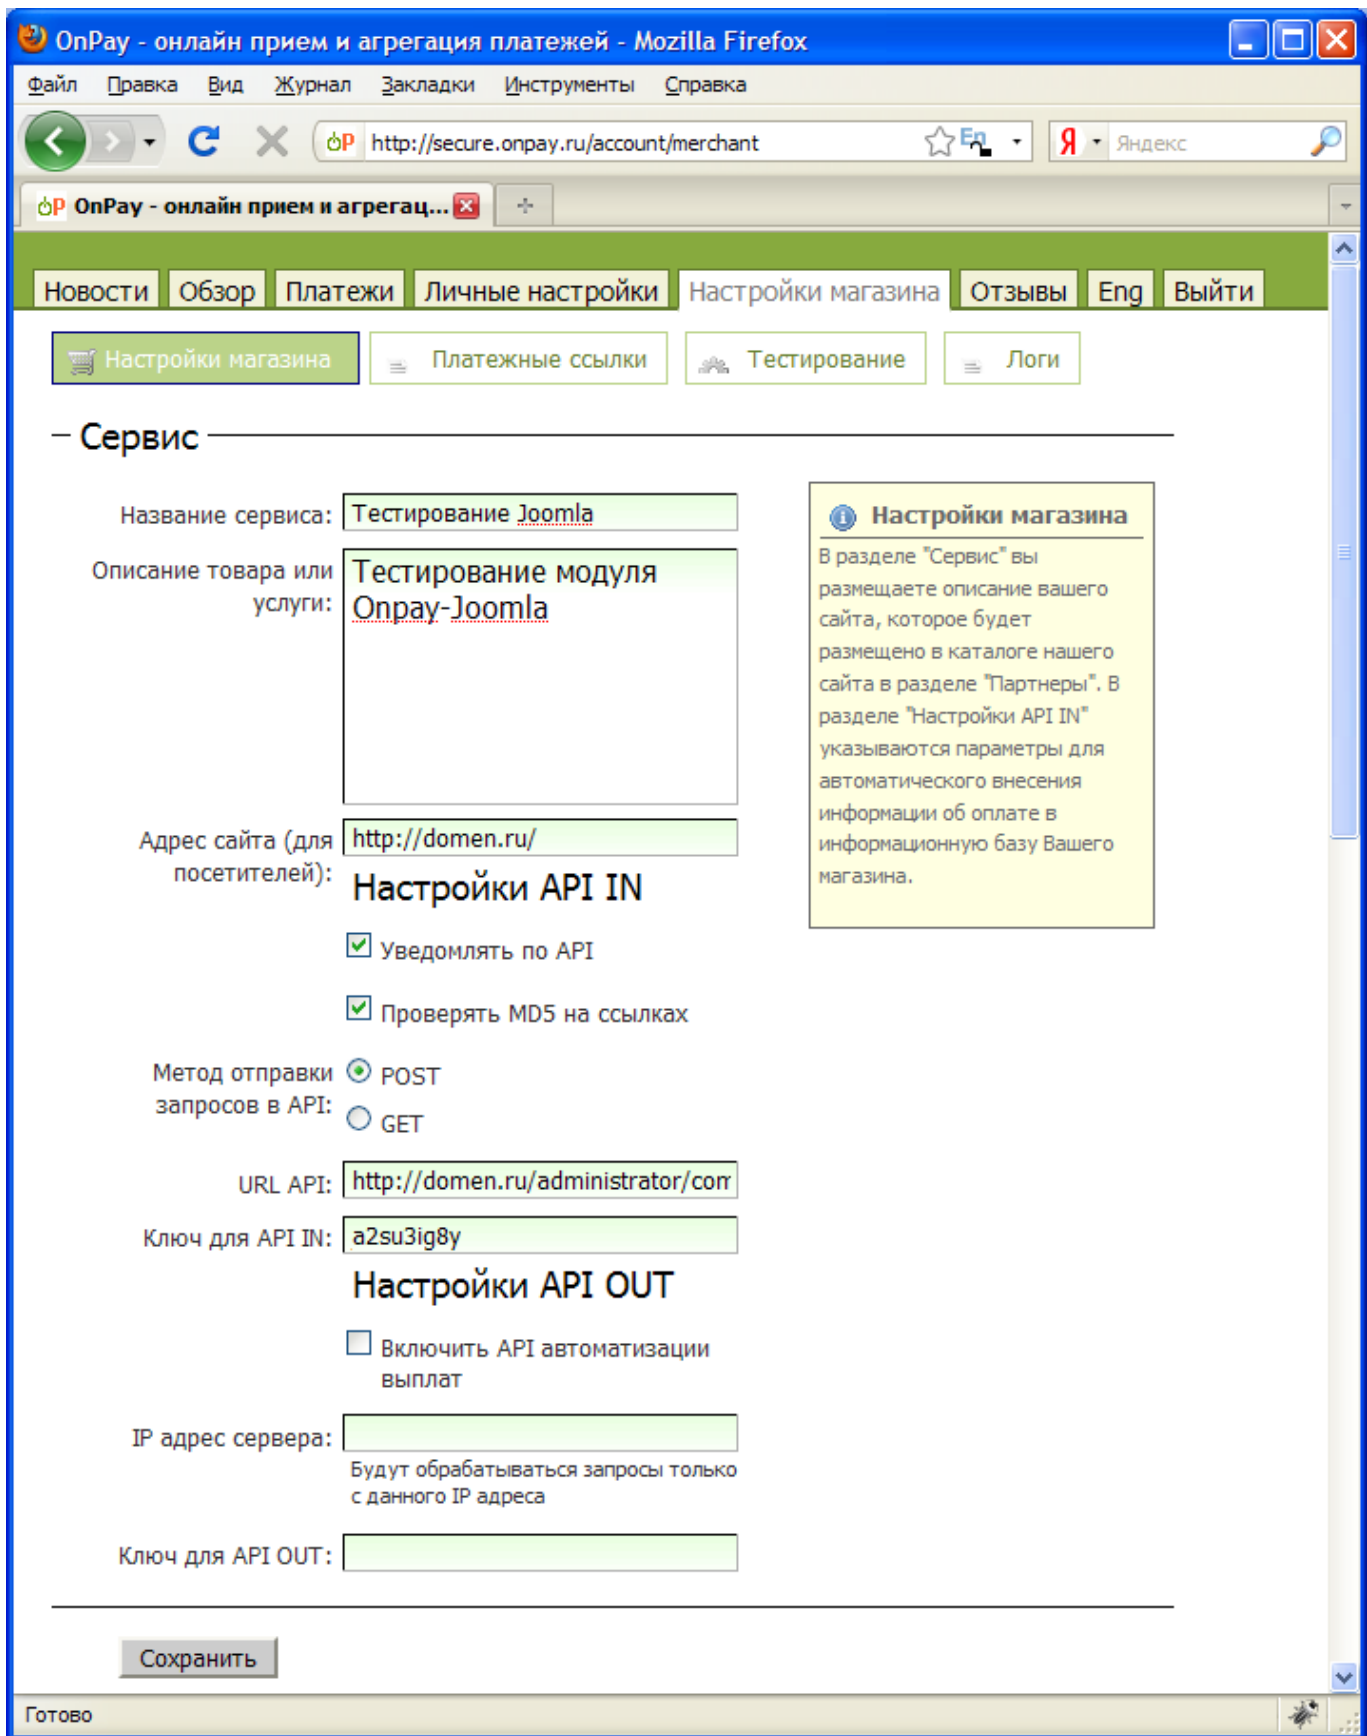 OnPay - онлайн прием и агрегация платежей - Mozilla Firefox
Файл Правка Вид Журнал Закладки Инструменты Справка
òP http://secure.onpay.ru/account/merchant En Я Яндекс
òP OnPay - онлайн прием и агрегац...
Новости Обзор Платежи Личные настройки Настройки магазина Отзывы Eng Выйти
Настройки магазина Платежные ссылки Тестирование Логи
Сервис
Название сервиса: Тестирование Joomla
Описание товара или
услуги:
Тестирование модуля
Onpay-Joomla
Адрес сайта (для
посетителей):
http://domen.ru/
Настройки API IN
Уведомлять по API
Проверять MD5 на ссылках
Метод отправки
запросов в API:
POST
GET
URL API: http://domen.ru/administrator/com
Ключ для API IN: a2su3ig8y
Настройки API OUT
Включить API автоматизации
выплат
IP адрес сервера:
Будут обрабатываться запросы только
с данного IP адреса
Ключ для API OUT:
Сохранить
Настройки магазина
В разделе "Сервис" вы
размещаете описание вашего
сайта, которое будет
размещено в каталоге нашего
сайта в разделе "Партнеры". В
разделе "Настройки API IN"
указываются параметры для
автоматического внесения
информации об оплате в
информационную базу Вашего
магазина.
Готово